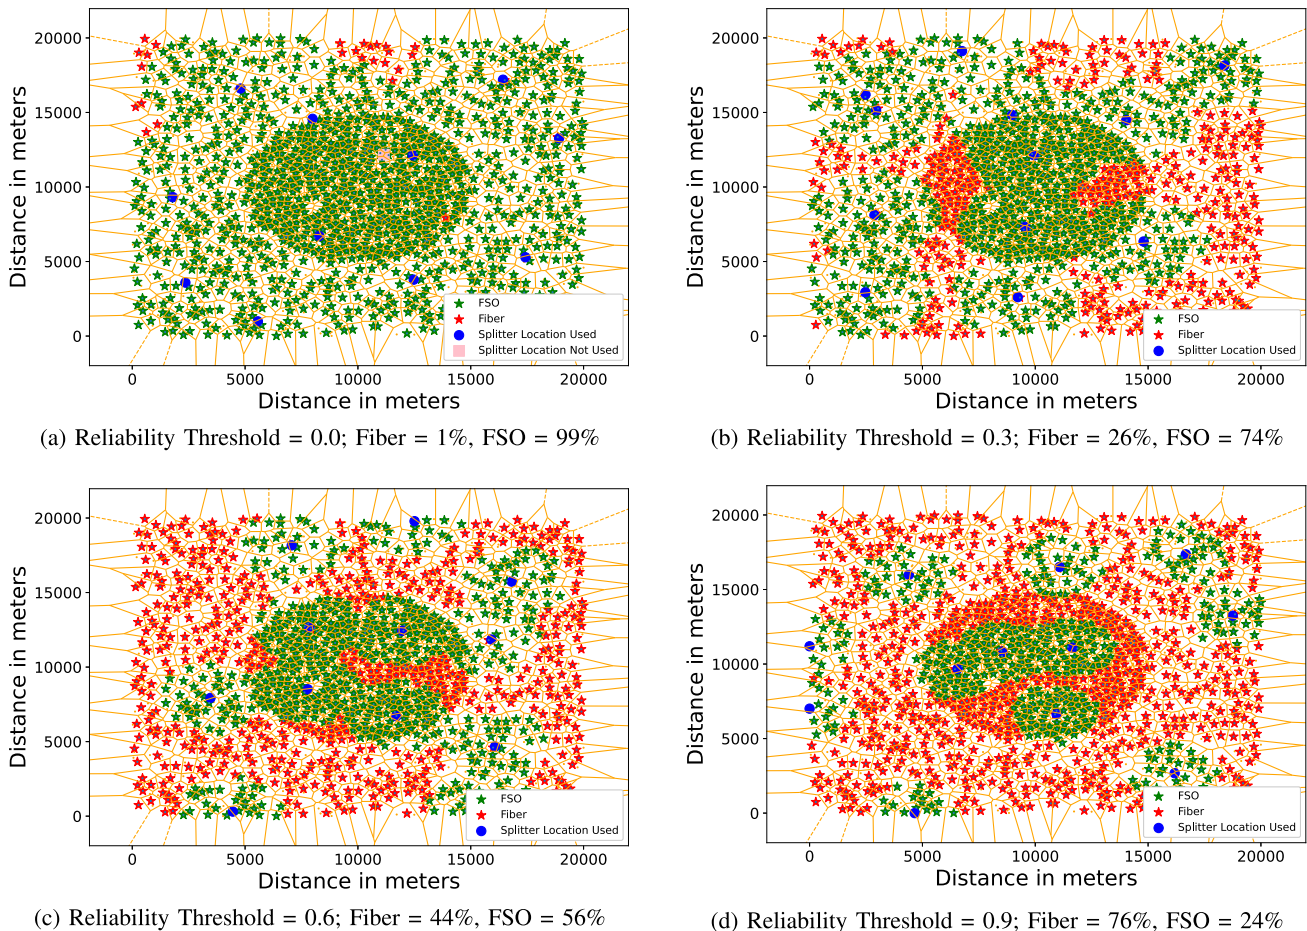 20000
15000
10000
5000
0
Distance in meters
FSO
Fiber
Splitter Location Used
Splitter Location Not Used
0 5000 10000 15000 20000
Distance in meters
(a) Reliability Threshold = 0.0; Fiber = 1%, FSO = 99%
20000
15000
10000
5000
0
Distance in meters
FSO
Fiber
Splitter Location Used
0 5000 10000 15000 20000
Distance in meters
(b) Reliability Threshold = 0.3; Fiber = 26%, FSO = 74%
20000
15000
10000
5000
0
Distance in meters
FSO
Fiber
Splitter Location Used
0 5000 10000 15000 20000
Distance in meters
(c) Reliability Threshold = 0.6; Fiber = 44%, FSO = 56%
20000
15000
10000
5000
0
Distance in meters
FSO
Fiber
Splitter Location Used
0 5000 10000 15000 20000
Distance in meters
(d) Reliability Threshold = 0.9; Fiber = 76%, FSO = 24%